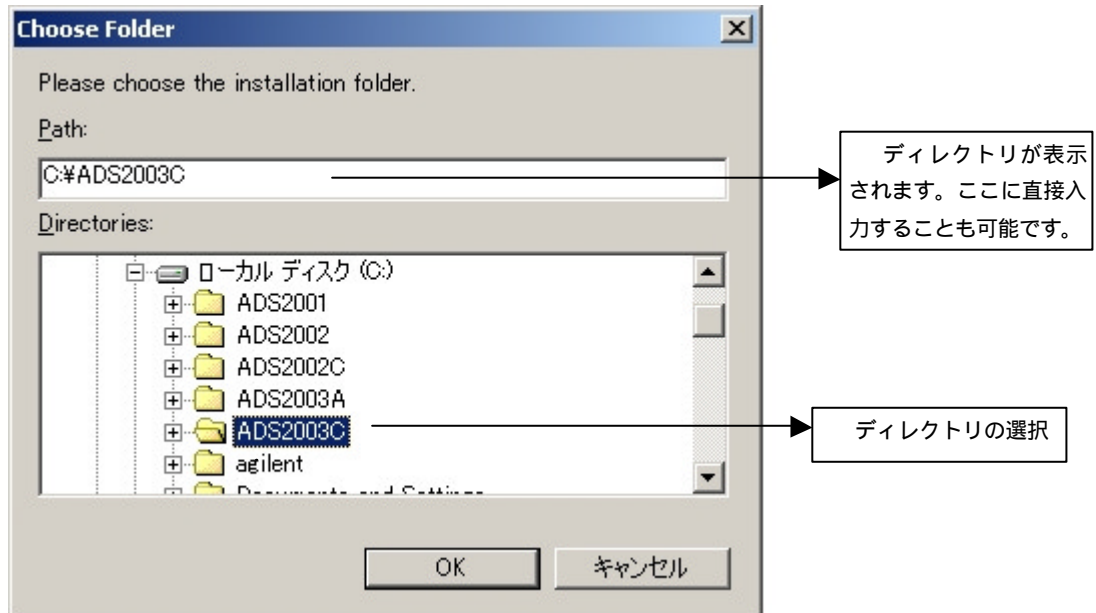 Choose Folder
Please choose the installation folder.
Path:
C:¥ADS2003C
Directories:
ローカル ディスク (C:)
ADS2001
ADS2002
ADS2002C
ADS2003A
ADS2003C
agilent
Documents and Settings
OK
キャンセル
ディレクトリが表示
されます。ここに直接入
力することも可能です。
ディレクトリの選択